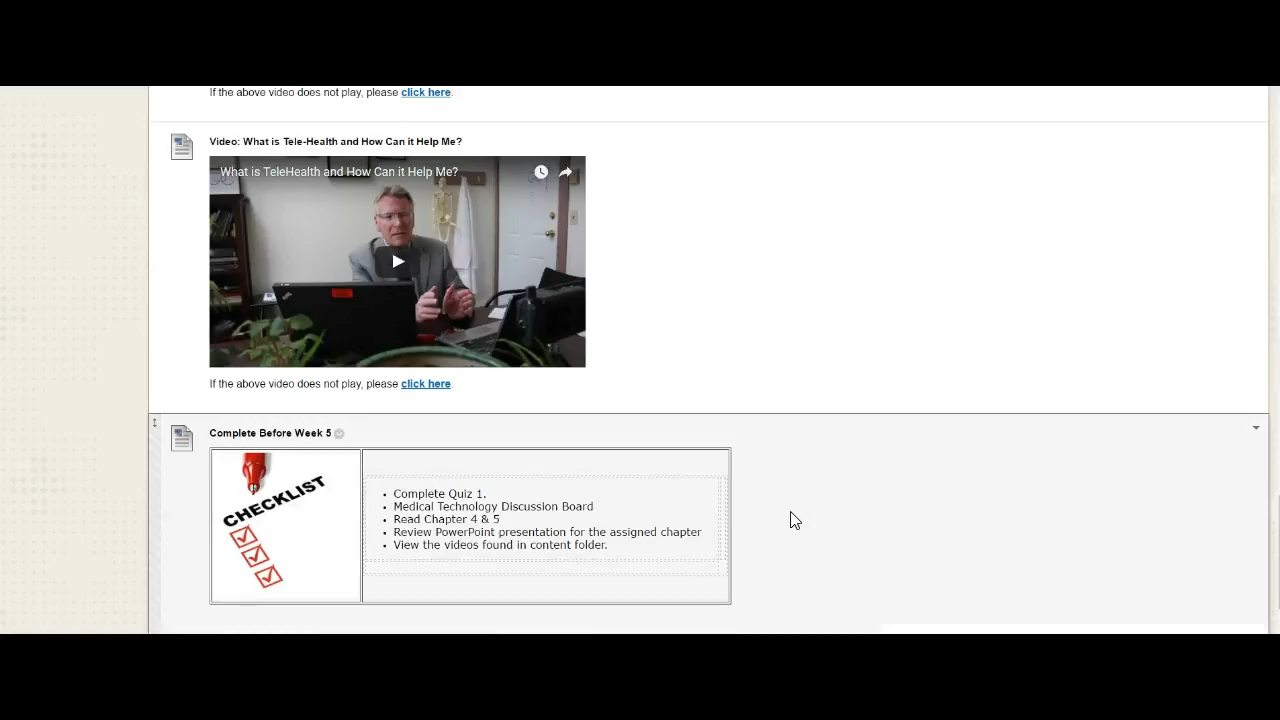 If the above video does not play, please click here.
Video: What is Tele-Health and How Can it Help Me?
What is TeleHealth and How Can it Help Me?
If the above video does not play, please click here.
Complete Before Week 5
CHECKLIST
Complete Quiz 1.
Medical Technology Discussion Board
Read Chapter 4 & 5
Review PowerPoint presentation for the assigned chapter
View the videos found in content folder.